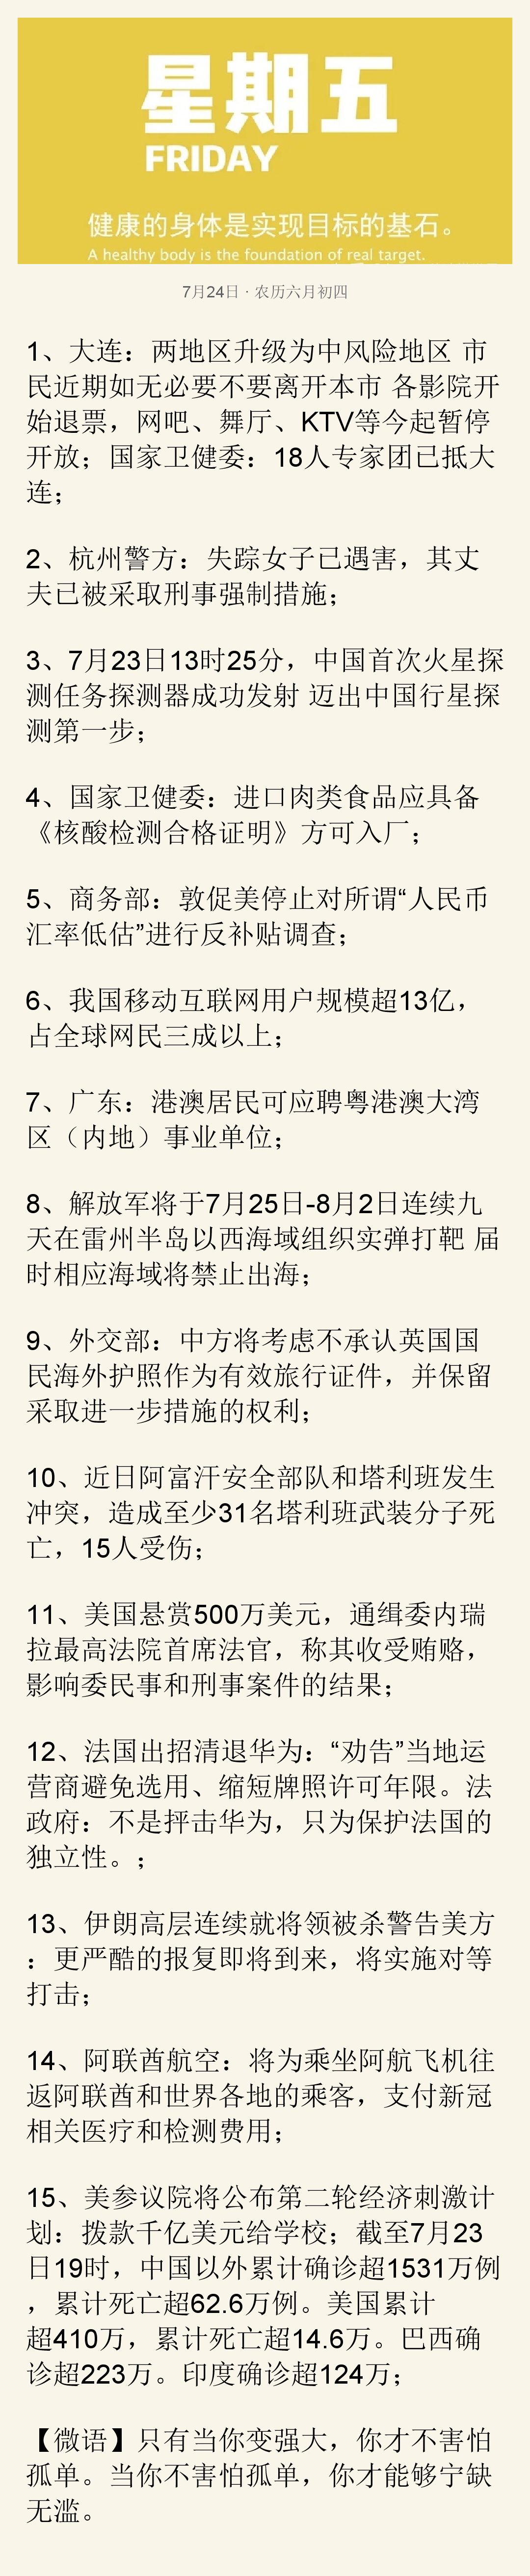 星期五
FRIDAY
健康的身体是实现目标的基石。
A healthy body is the foundation of real target.
7月24日 · 农历六月初四
1、大连：两地区升级为中风险地区 市
民近期如无必要不要离开本市 各影院开
始退票，网吧、舞厅、KTV等今起暂停
开放；国家卫健委：18人专家团已抵大
连；
2、杭州警方：失踪女子已遇害，其丈
夫已被采取刑事强制措施；
3、7月23日13时25分，中国首次火星探
测任务探测器成功发射 迈出中国行星探
测第一步；
4、国家卫健委：进口肉类食品应具备
《核酸检测合格证明》方可入厂；
5、商务部：敦促美停止对所谓“人民币
汇率低估”进行反补贴调查；
6、我国移动互联网用户规模超13亿，
占全球网民三成以上；
7、广东：港澳居民可应聘粤港澳大湾
区（内地）事业单位；
8、解放军将于7月25日-8月2日连续九
天在雷州半岛以西海域组织实弹打靶 届
时相应海域将禁止出海；
9、外交部：中方将考虑不承认英国国
民海外护照作为有效旅行证件，并保留
采取进一步措施的权利；
10、近日阿富汗安全部队和塔利班发生
冲突，造成至少31名塔利班武装分子死
亡，15人受伤；
11、美国悬赏500万美元，通缉委内瑞
拉最高法院首席法官，称其收受贿赂，
影响委民事和刑事案件的结果；
12、法国出招清退华为：“劝告”当地运
营商避免选用、缩短牌照许可年限。法
政府：不是抨击华为，只为保护法国的
独立性。；
13、伊朗高层连续就将领被杀警告美方
：更严酷的报复即将到来，将实施对等
打击；
14、阿联酋航空：将为乘坐阿航飞机往
返阿联酋和世界各地的乘客，支付新冠
相关医疗和检测费用；
15、美参议院将公布第二轮经济刺激计
划：拨款千亿美元给学校；截至7月23
日19时，中国以外累计确诊超1531万例
，累计死亡超62.6万例。美国累计
超410万，累计死亡超14.6万。巴西确
诊超223万。印度确诊超124万；
【微语】只有当你变强大，你才不害怕
孤单。当你不害怕孤单，你才能够宁缺
无滥。